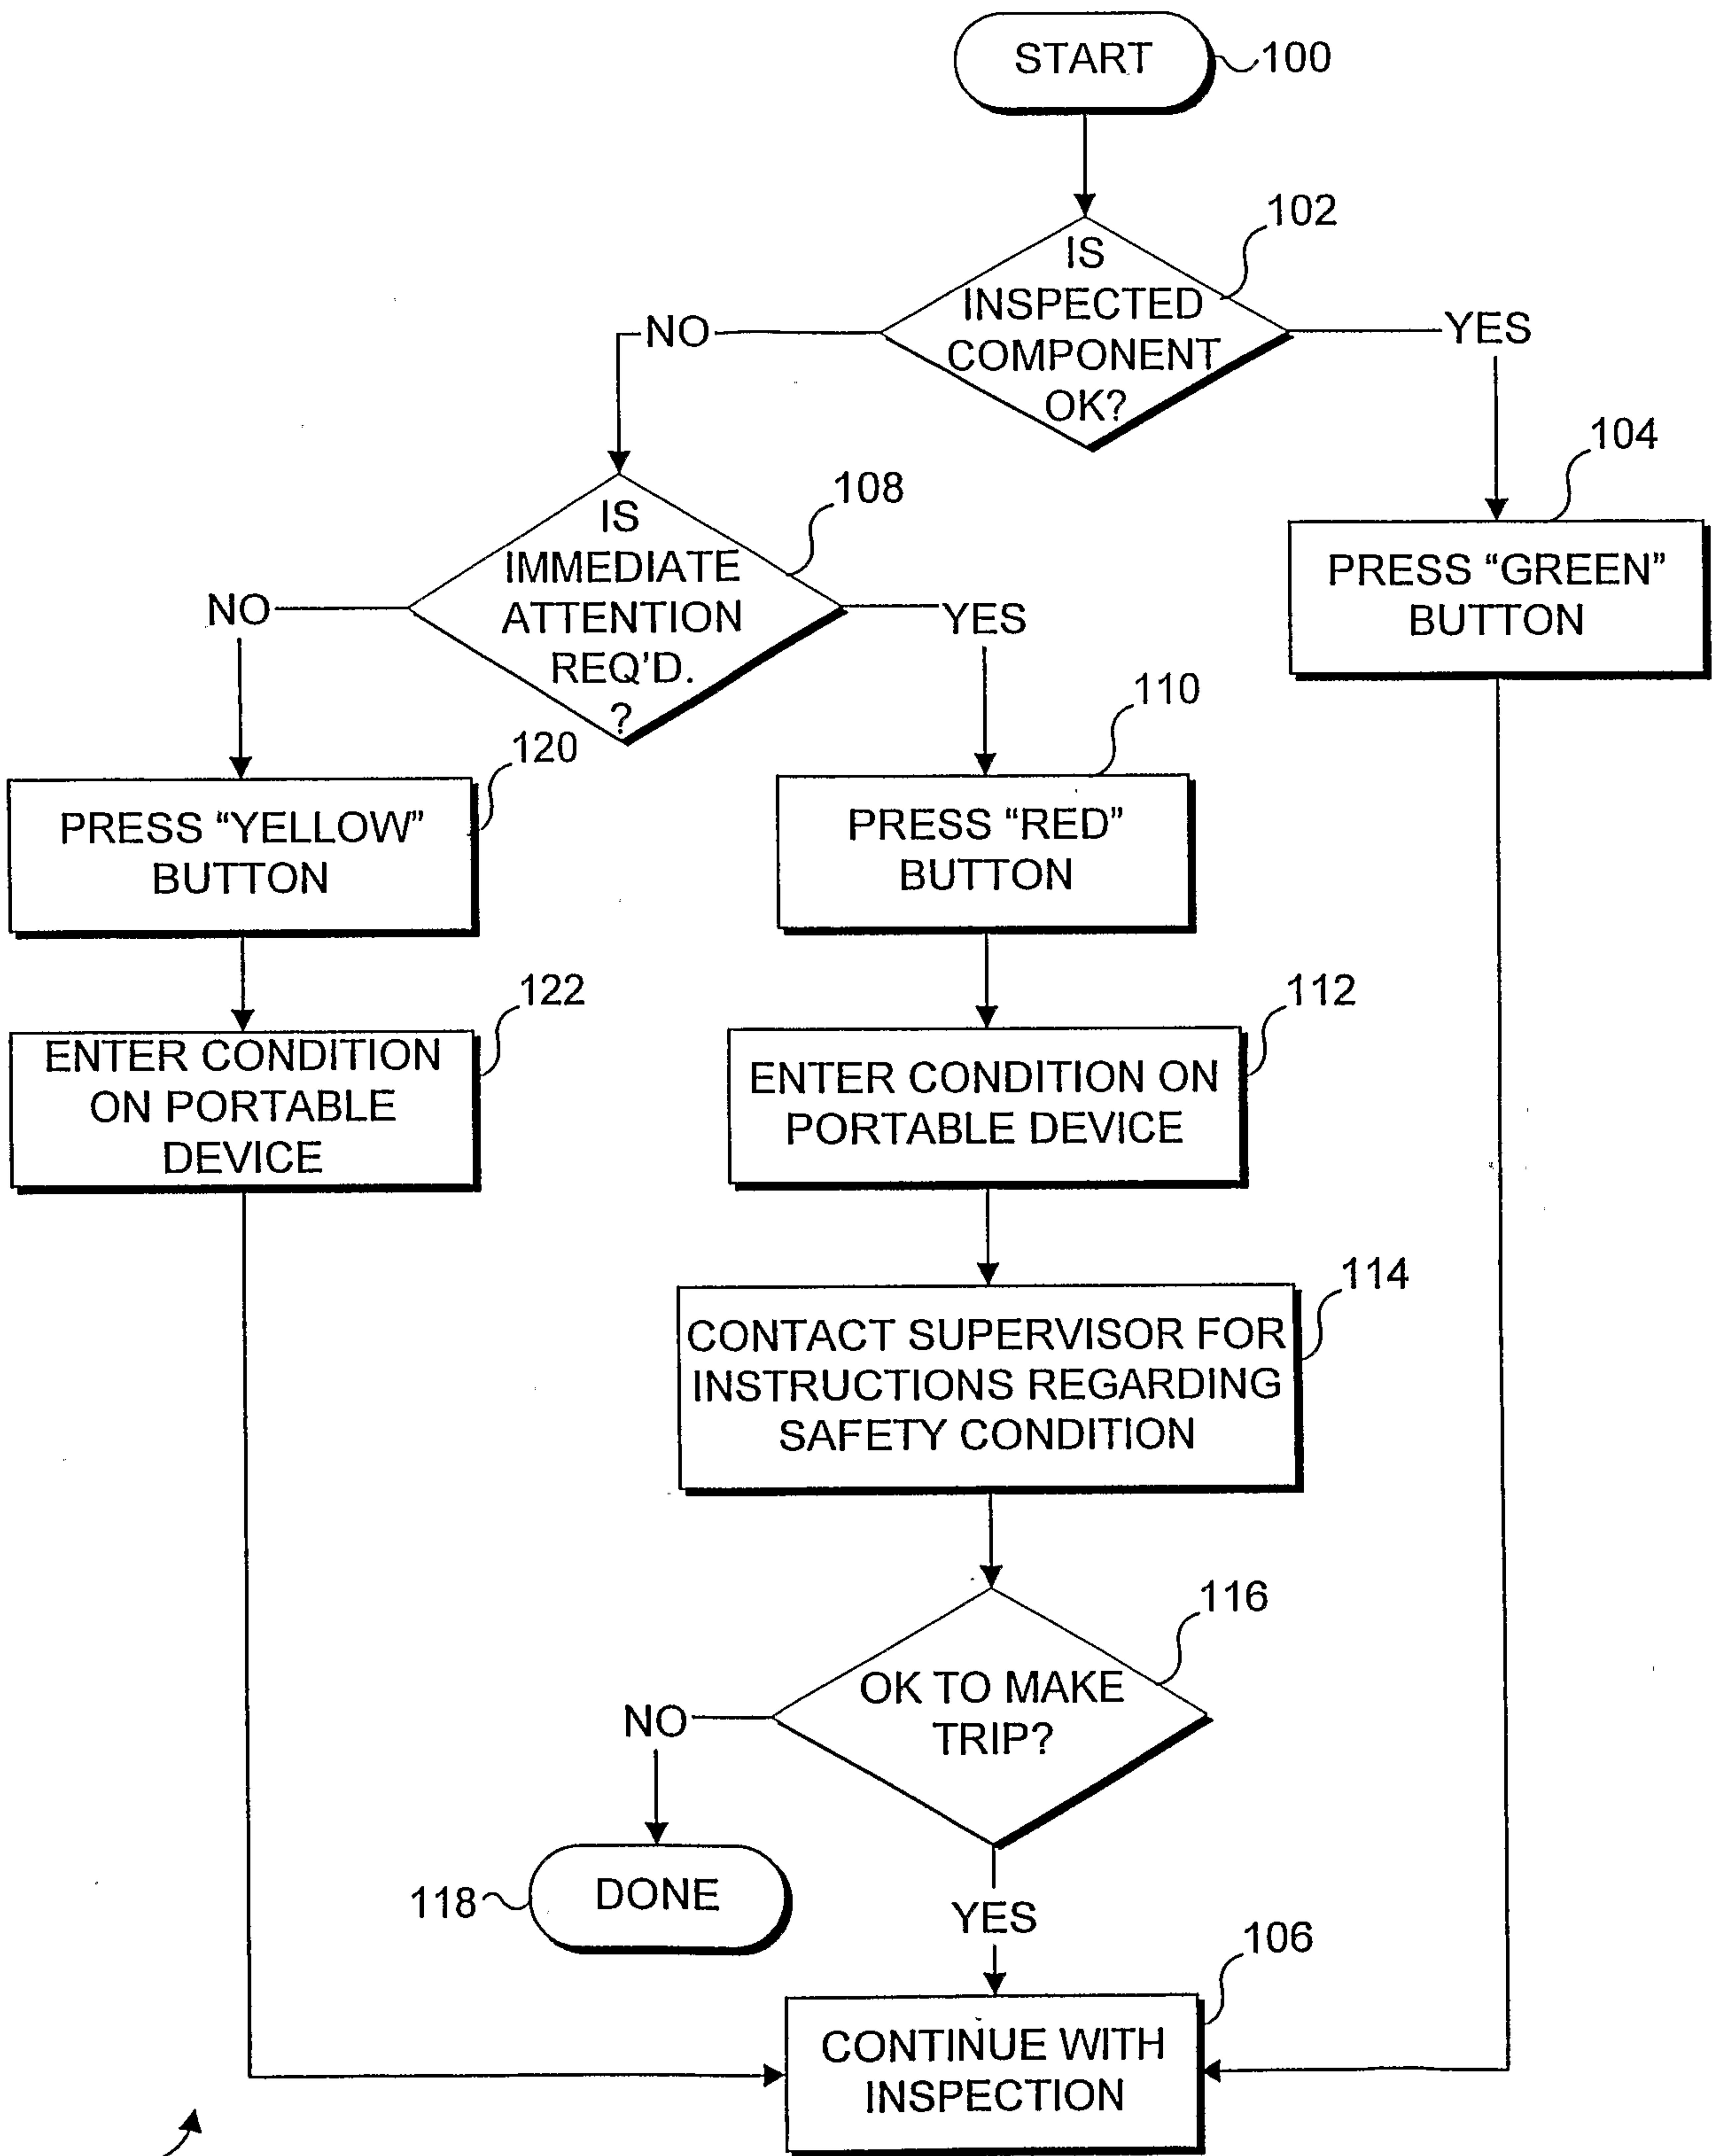 START
100
102
IS
INSPECTED
COMPONENT
OK?
NO
YES
104
PRESS “GREEN”
BUTTON
108
IS
IMMEDIATE
ATTENTION
REQ’D.
?
NO
YES
110
PRESS “RED”
BUTTON
120
PRESS “YELLOW”
BUTTON
122
ENTER CONDITION
ON PORTABLE
DEVICE
112
ENTER CONDITION ON
PORTABLE DEVICE
114
CONTACT SUPERVISOR FOR
INSTRUCTIONS REGARDING
SAFETY CONDITION
116
OK TO MAKE
TRIP?
NO
118
DONE
YES
106
CONTINUE WITH
INSPECTION